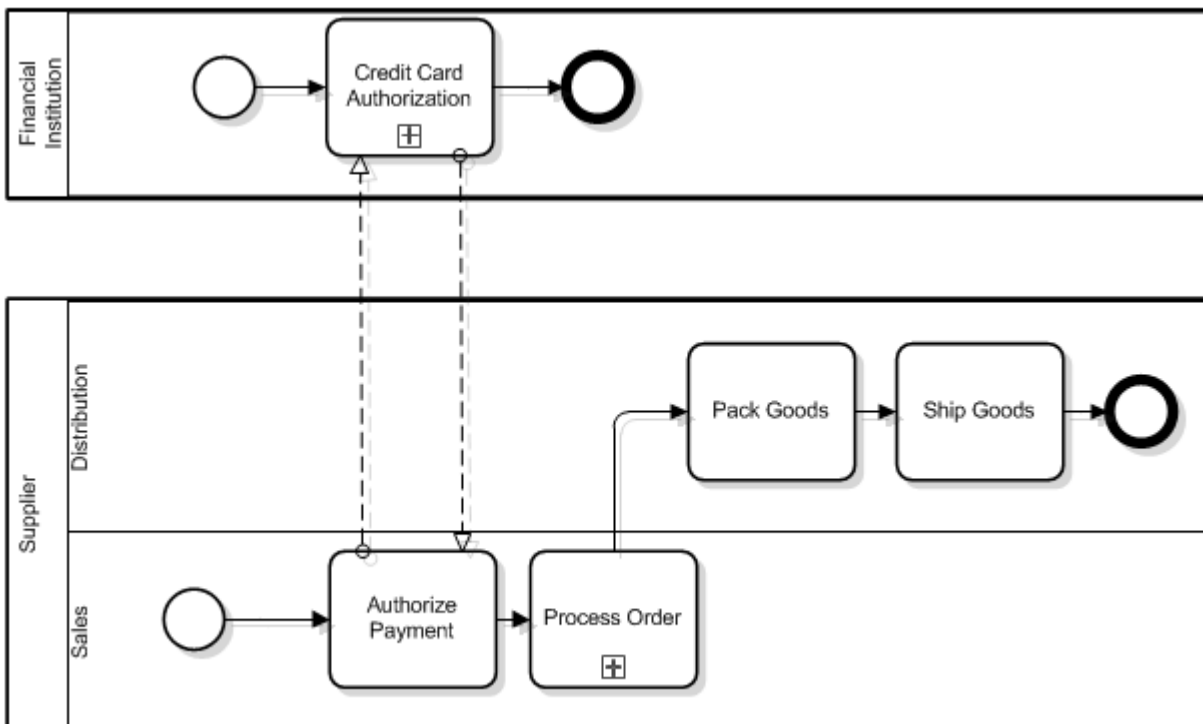 Financial
Institution
Credit Card
Authorization
Supplier
Distribution
Pack Goods
Ship Goods
Sales
Authorize
Payment
Process Order